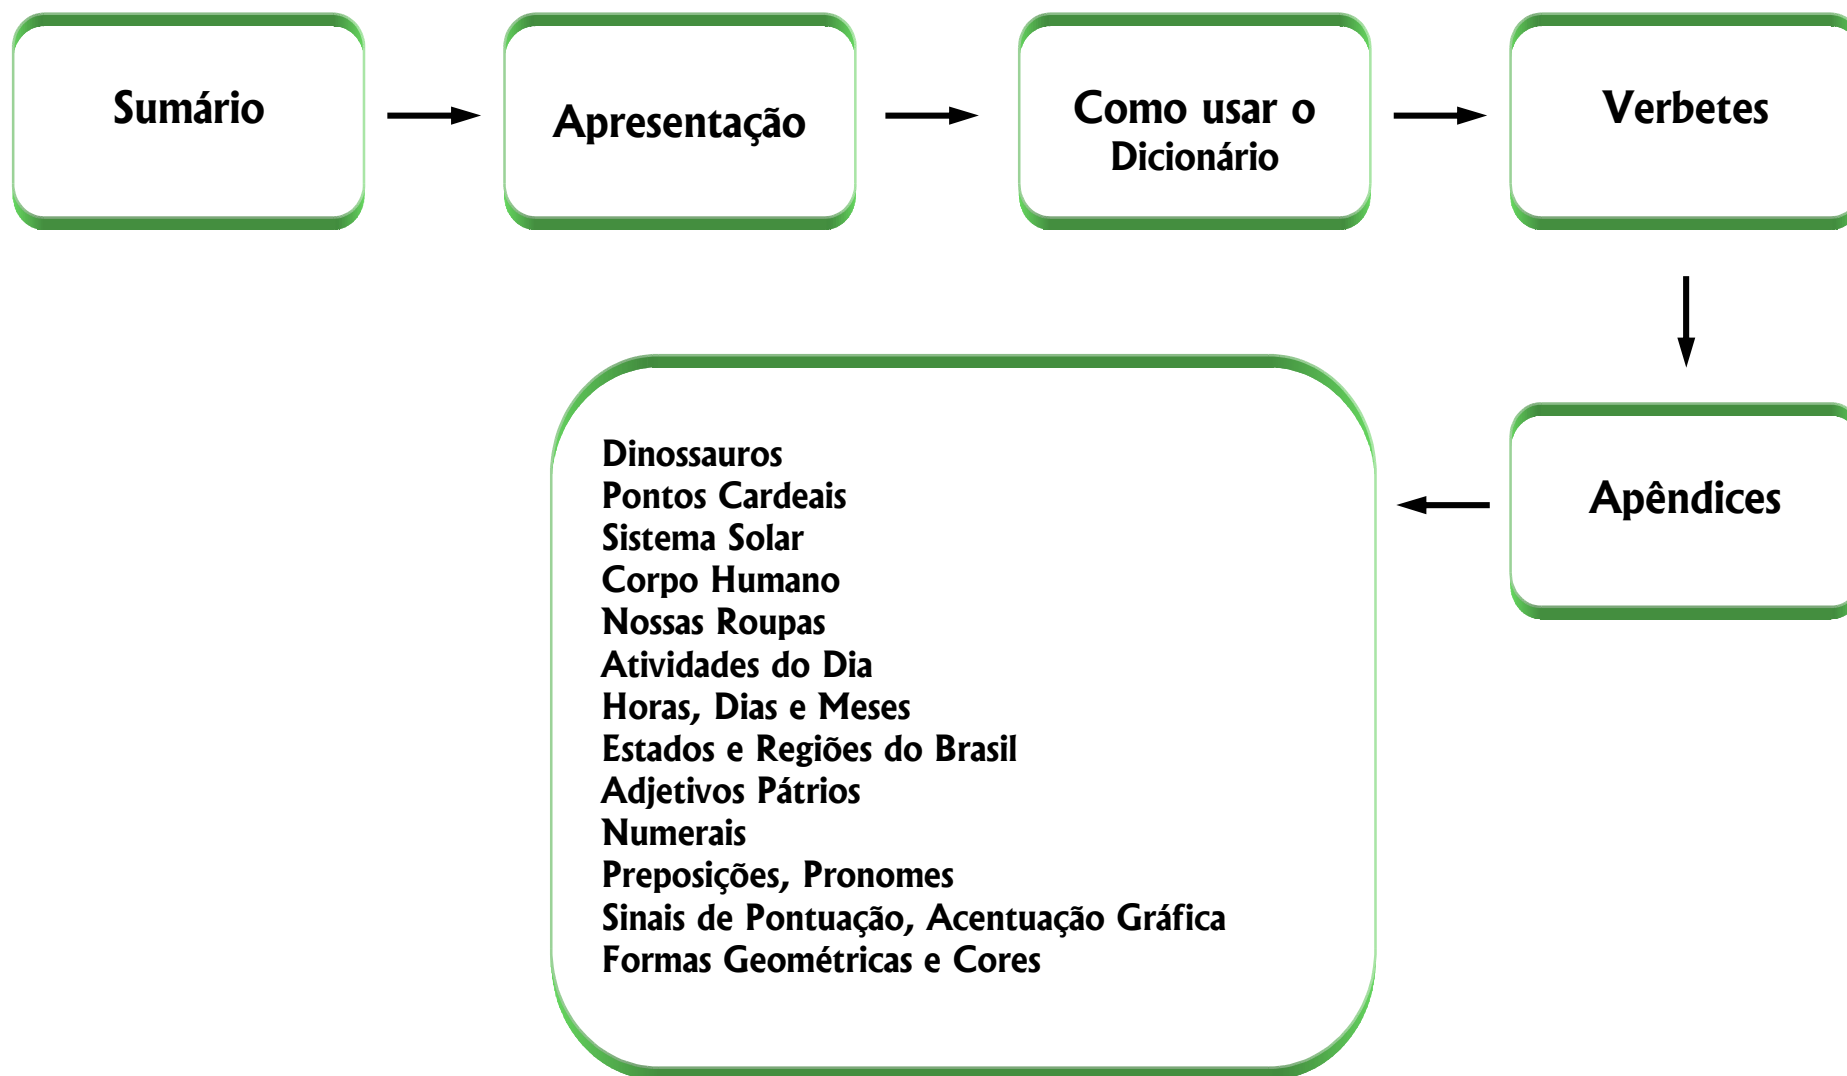 Sumário
Apresentação
Como usar o
Dicionário
Verbetes
Apêndices
Dinossauros
Pontos Cardeais
Sistema Solar
Corpo Humano
Nossas Roupas
Atividades do Dia
Horas, Dias e Meses
Estados e Regiões do Brasil
Adjetivos Pátrios
Numerais
Preposições, Pronomes
Sinais de Pontuação, Acentuação Gráfica
Formas Geométricas e Cores